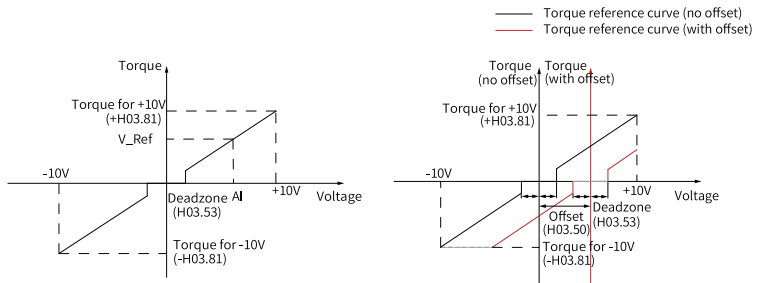 Torque reference curve (no offset)
Torque reference curve (with offset)
Torque
Torque for +10V
(+H03.81)
V_Ref
-10V
Deadzone AI
(H03.53)
+10V
Voltage
Torque for -10V
(-H03.81)
Torque
(no offset)
Torque
(with offset)
Torque for +10V
(+H03.81)
-10V
+10V
Voltage
Offset
(H03.50)
Deadzone
(H03.53)
Torque for -10V
(-H03.81)